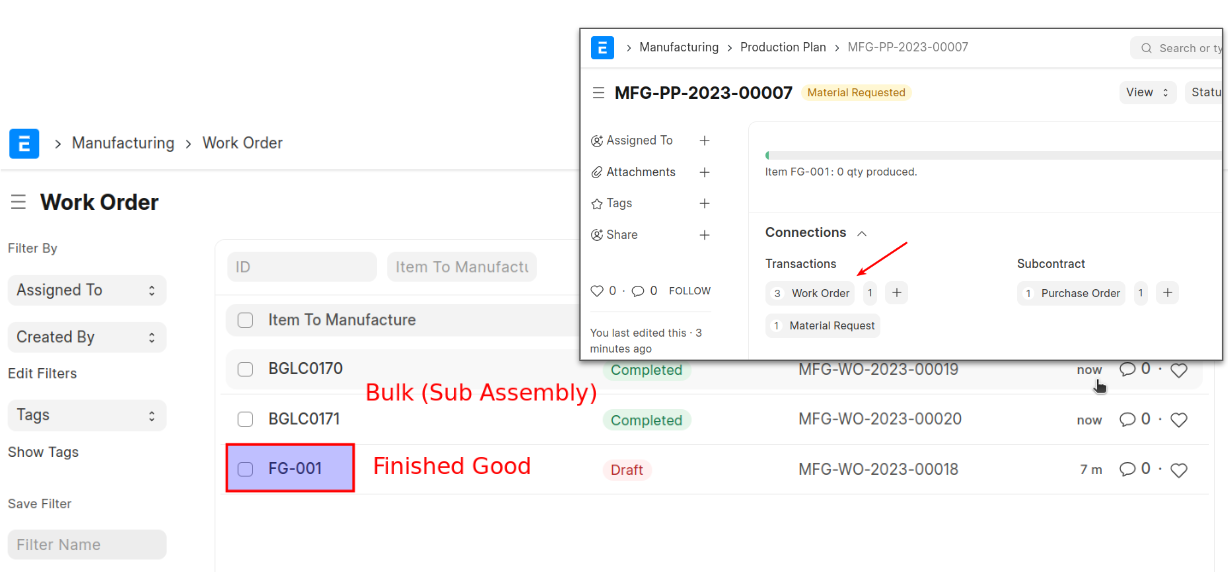 E > Manufacturing > Production Plan > MFG-PP-2023-00007
Search or ty
MFG-PP-2023-00007 Material Requested
View
Statu
Assigned To +
Attachments +
Tags +
Share +
0 · 0 FOLLOW
You last edited this · 3
minutes ago
Item FG-001: 0 qty produced.
Connections
Transactions
3 Work Order 1 +
1 Material Request
Subcontract
1 Purchase Order 1 +
E > Manufacturing > Work Order
Work Order
Filter By
Assigned To
Created By
Edit Filters
Tags
Show Tags
Save Filter
Filter Name
ID
Item To Manufactu
Item To Manufacture
BGLC0170 Completed MFG-WO-2023-00019 now 0 ·
Bulk (Sub Assembly)
BGLC0171 Completed MFG-WO-2023-00020 now 0 ·
FG-001 Finished Good Draft MFG-WO-2023-00018 7 m 0 ·